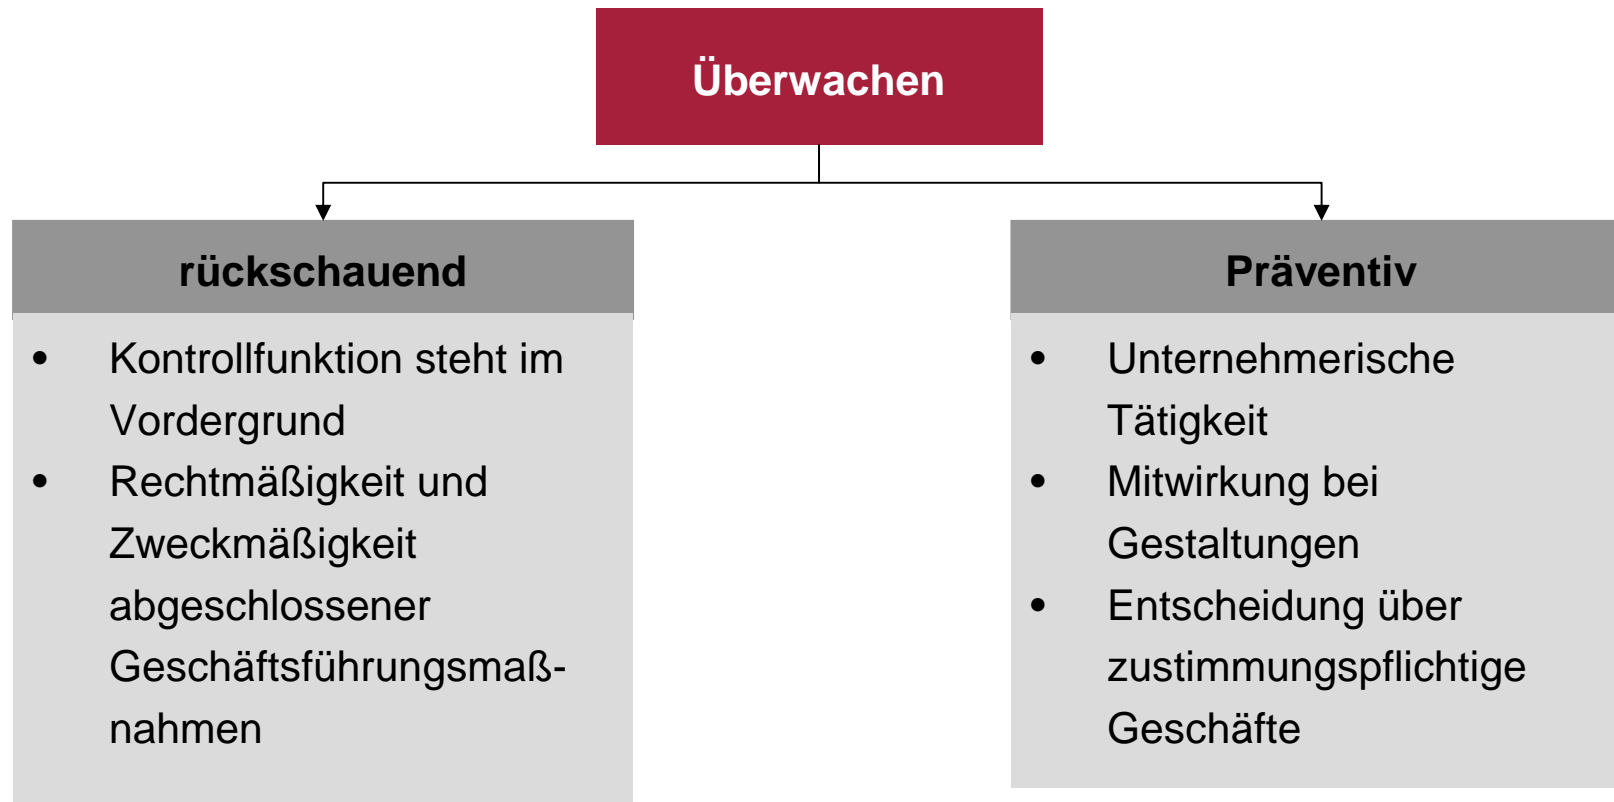 Überwachen
rückschauend
• Kontrollfunktion steht im
Vordergrund
• Rechtmäßigkeit und
Zweckmäßigkeit
abgeschlossener
Geschäftsführungsmaß-
nahmen
Präventiv
• Unternehmerische
Tätigkeit
• Mitwirkung bei
Gestaltungen
• Entscheidung über
zustimmungspflichtige
Geschäfte